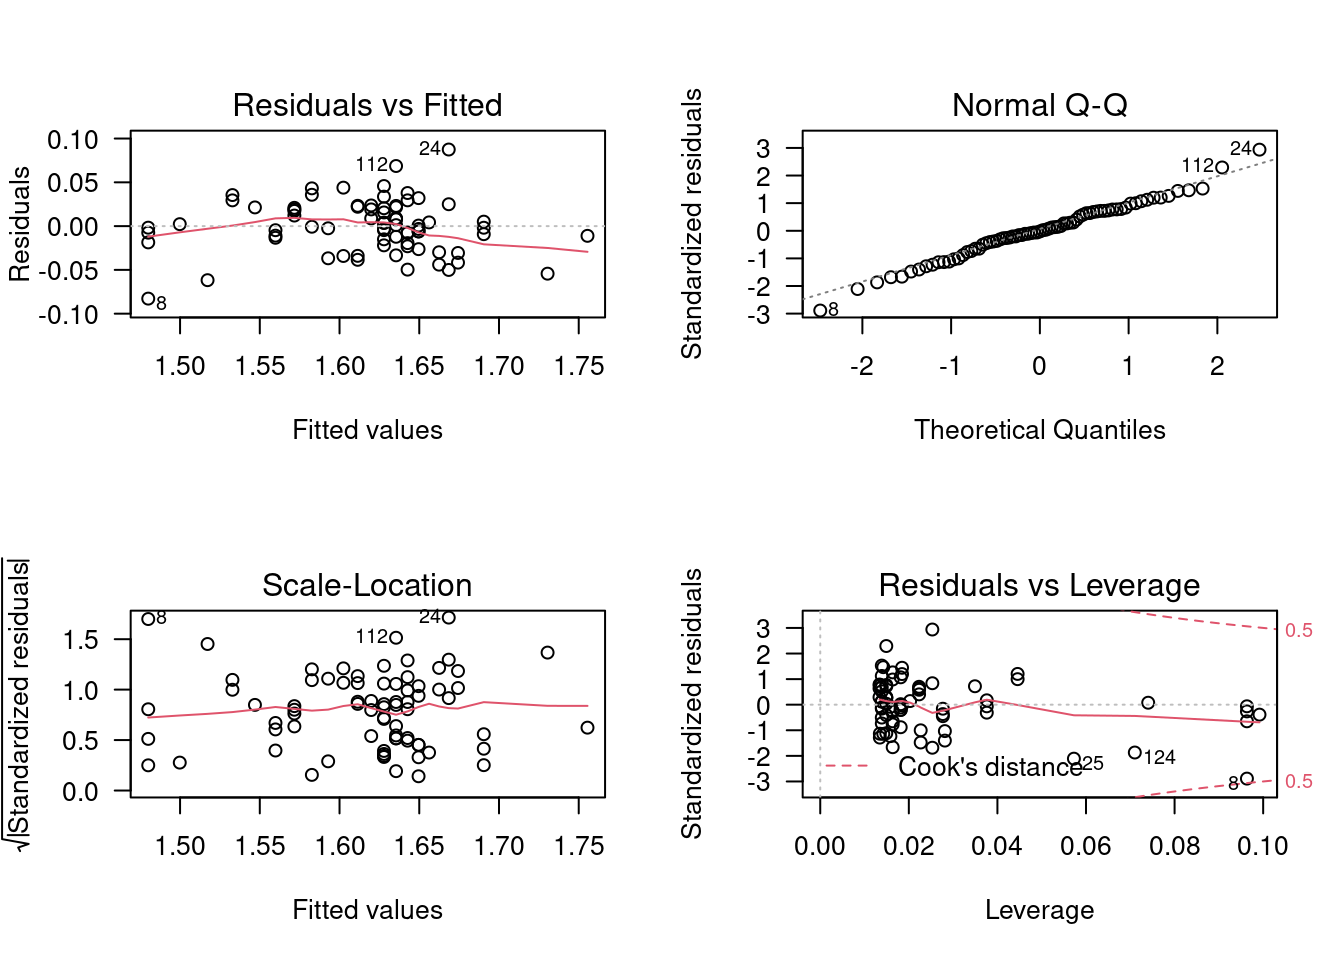 Residuals vs Fitted
Residuals
0.10
0.05
0.00
-0.05
-0.10
24
112
8
1.50 1.55 1.60 1.65 1.70 1.75
Fitted values
Normal Q-Q
Standardized residuals
3
2
1
0
-1
-2
-3
24
112
8
-2 -1 0 1 2
Theoretical Quantiles
Scale-Location
√|Standardized residuals|
1.5
1.0
0.5
0.0
8
24
112
1.50 1.55 1.60 1.65 1.70 1.75
Fitted values
Residuals vs Leverage
Standardized residuals
3
2
1
0
-1
-2
-3
0.5
0.5
Cook's distance
25
124
8
0.00 0.02 0.04 0.06 0.08 0.10
Leverage